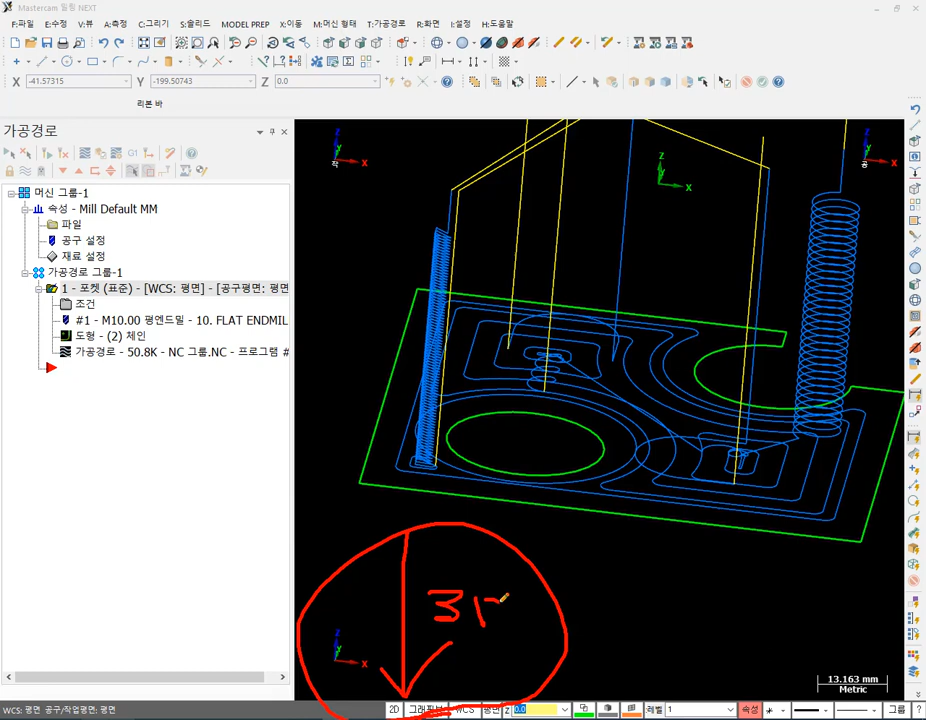 Mastercam 밀링 NEXT
F:파일 E:수정 V:뷰 A:측정 C:그리기 S:솔리드 MODEL PREP X:이동 M:머신 형태 T:가공경로 R:화면 I:설정 H:도움말
X -41.57315 Y -199.50743 Z 0.0
리본 바
가공경로
G1
머신 그룹-1
속성 - Mill Default MM
파일
공구 설정
재료 설정
가공경로 그룹-1
1 - 포켓 (표준) - [WCS: 평면] - [공구평면: 평면
조건
#1 - M10.00 평엔드밀 - 10. FLAT ENDMIL
도형 - (2) 체인
가공경로 - 50.8K - NC 그룹.NC - 프로그램 #
Z
Y
X
Z
Y
X
Z
Y
X
Z
Y
X
13.163 mm
Metric
WCS: 평면 공구/작업평면: 평면
2D WCS 평면 Z 0.0 레벨 1 속성 그룹 ?